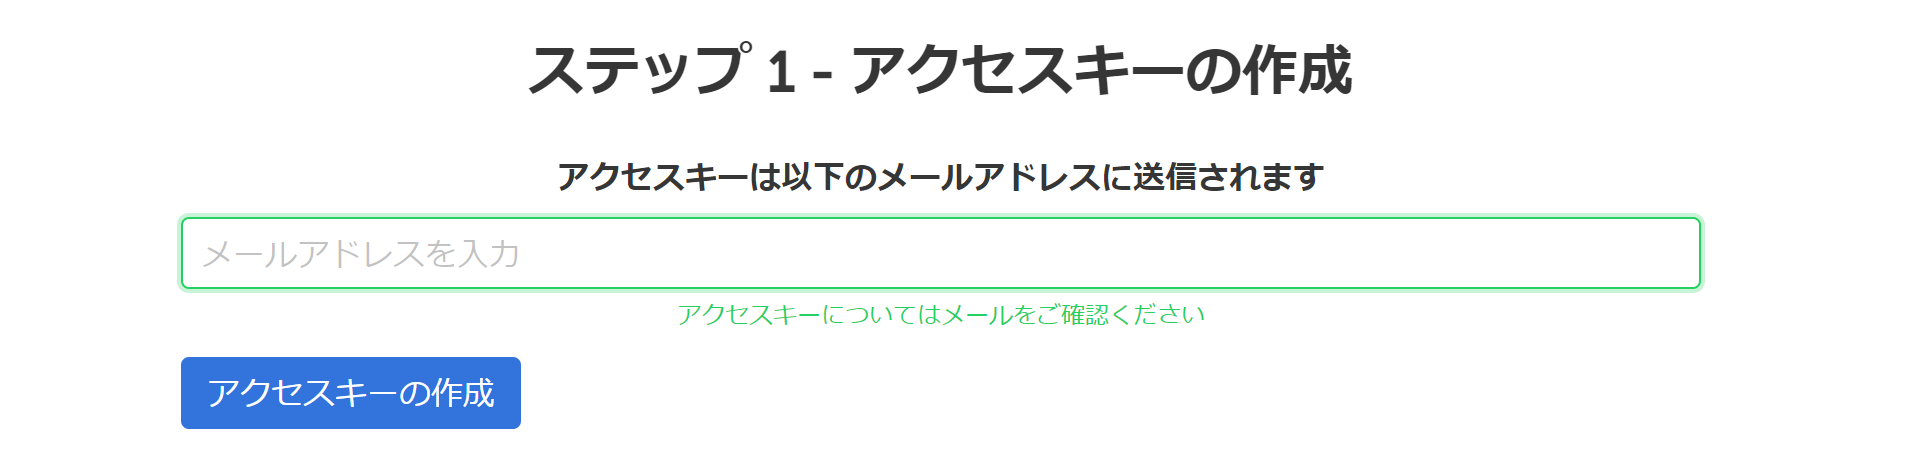 ステップ 1 - アクセスキーの作成
アクセスキーは以下のメールアドレスに送信されます
メールアドレスを入力
アクセスキーについてはメールをご確認ください
アクセスキーの作成